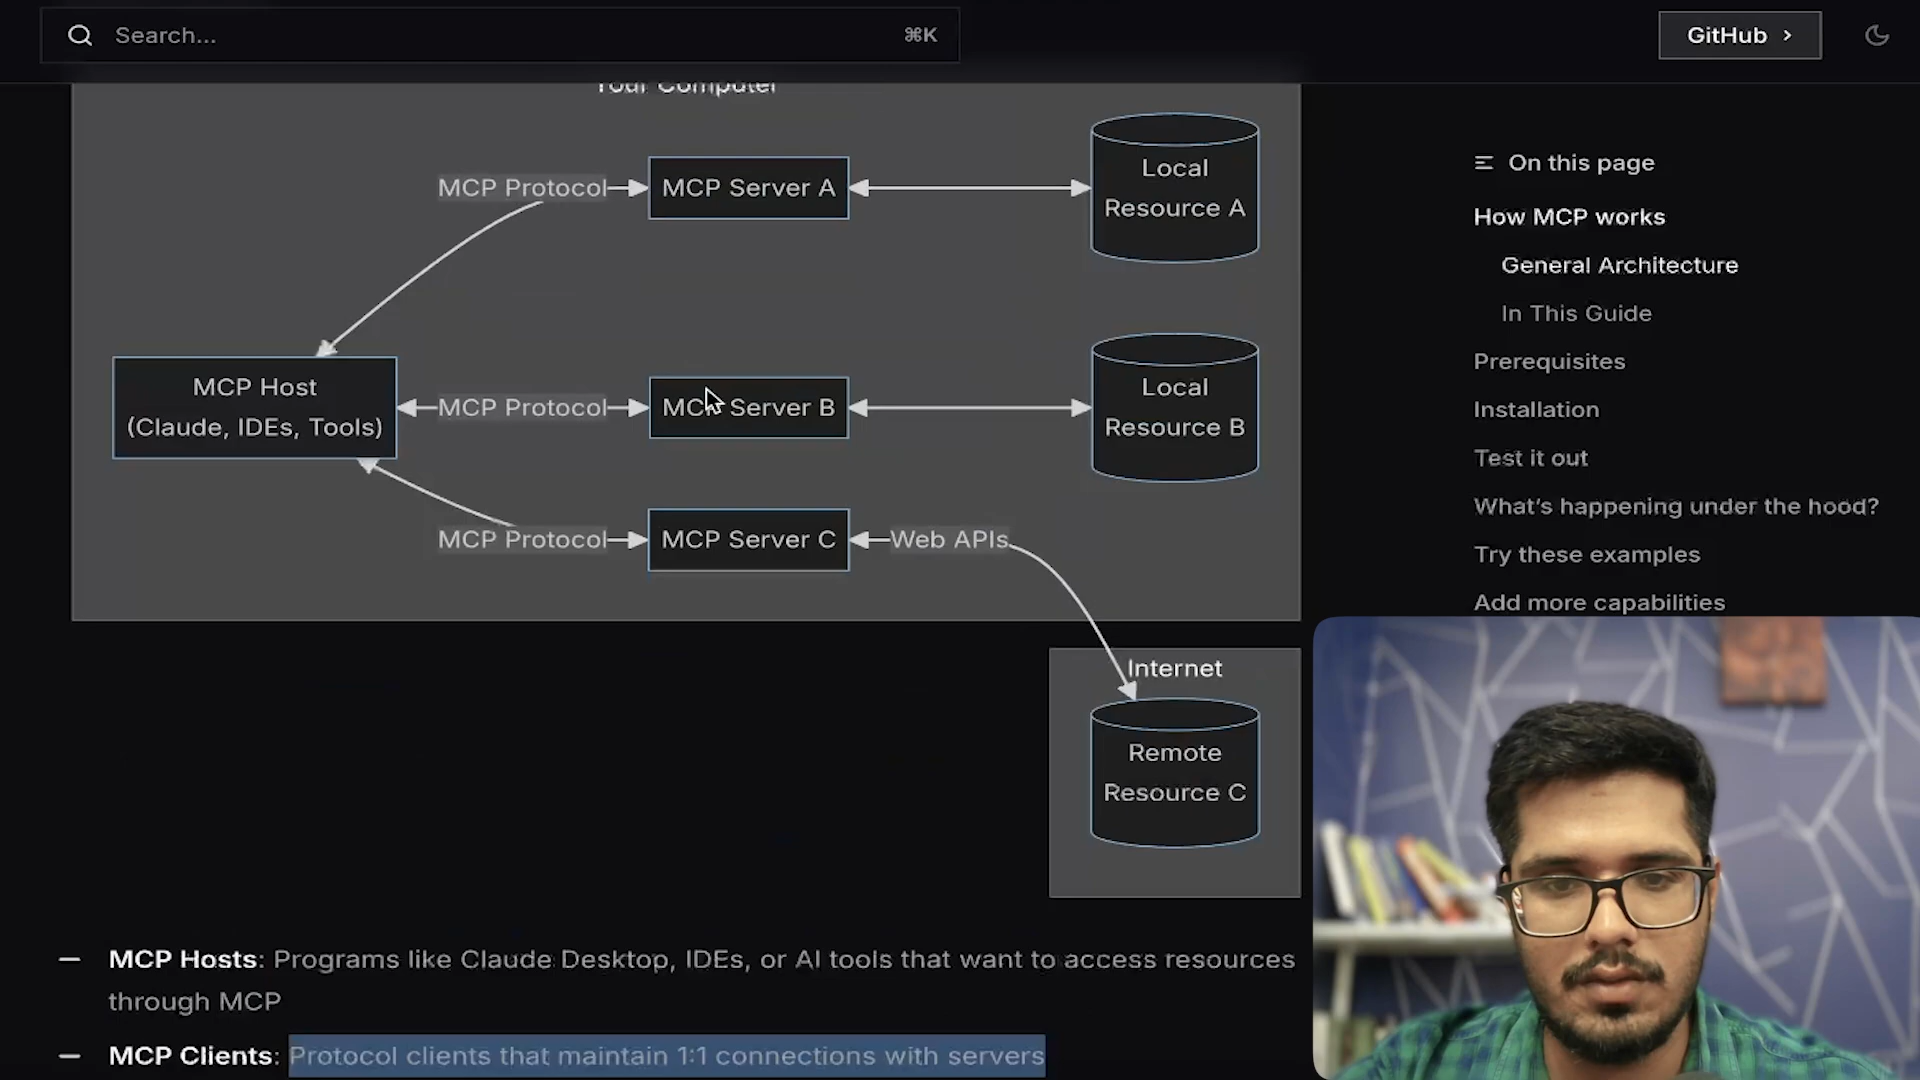 Search...
⌘K
GitHub ›
Your Computer
MCP Protocol
MCP Server A
Local
Resource A
MCP Host
(Claude, IDEs, Tools)
MCP Protocol
MCP Server B
Local
Resource B
MCP Protocol
MCP Server C
Web APIs
Internet
Remote
Resource C
MCP Hosts: Programs like Claude Desktop, IDEs, or AI tools that want to access resources
through MCP
MCP Clients: Protocol clients that maintain 1:1 connections with servers
On this page
How MCP works
General Architecture
In This Guide
Prerequisites
Installation
Test it out
What's happening under the hood?
Try these examples
Add more capabilities